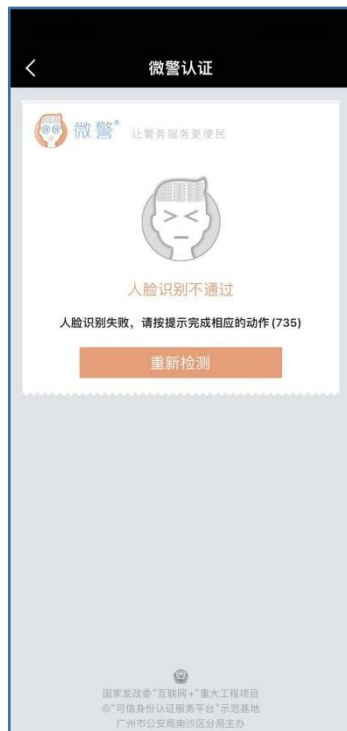 微警认证
微警®
让警务服务更便民
人脸识别不通过
人脸识别失败，请按提示完成相应的动作(735)
重新检测
国家发改委"互联网+"重大工程项目
©"可信身份认证服务平台"示范基地
广州市公安局南沙区分局主办